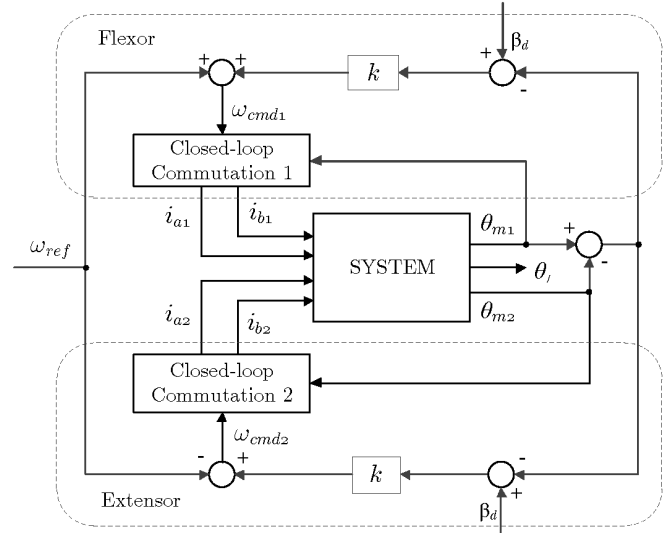 Flexor
β_d
+
-
k
+ +
ω_cmd1
Closed-loop
Commutation 1
i_a1
i_b1
θ_m1
+
-
ω_ref
SYSTEM
θ_l
i_a2
i_b2
θ_m2
Closed-loop
Commutation 2
ω_cmd2
- +
k
-
+
Extensor
β_d